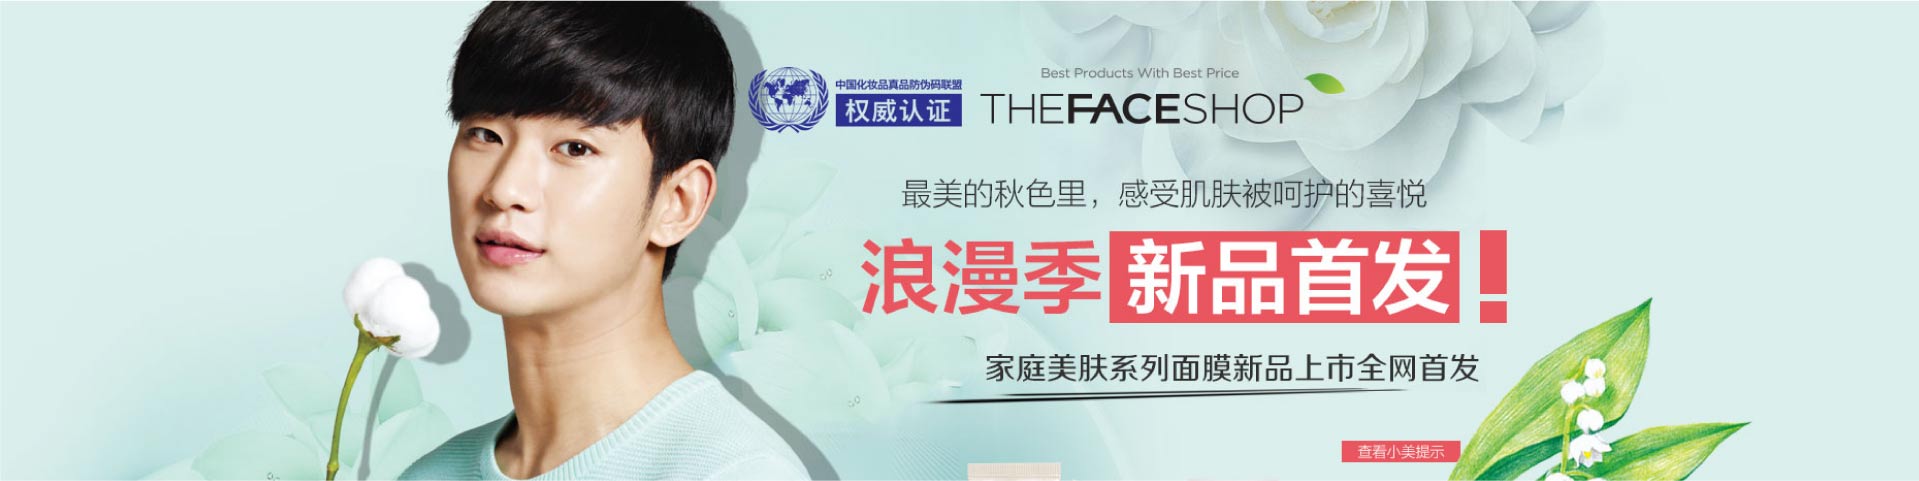 中国化妆品真品防伪码联盟
权威认证
Best Products With Best Price
THEFACESHOP
最美的秋色里，感受肌肤被呵护的喜悦
浪漫季 新品首发！
家庭美肤系列面膜新品上市全网首发
查看小美提示